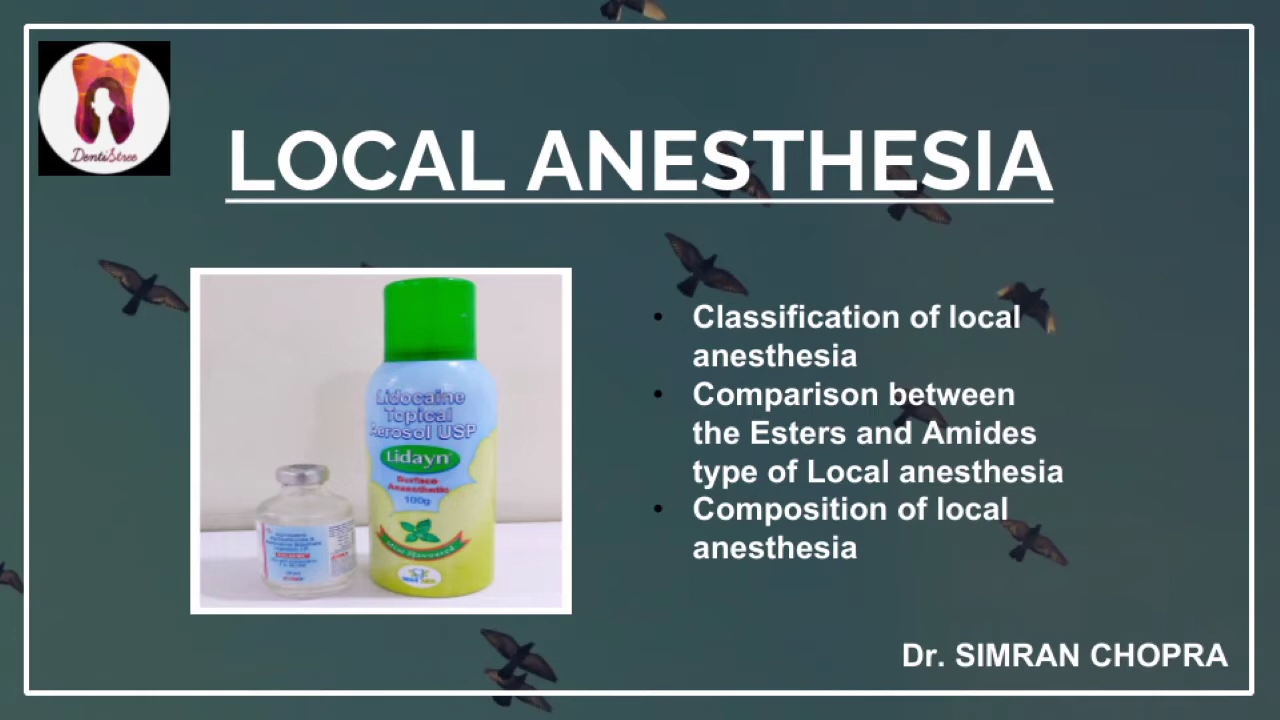 DentiStree
LOCAL ANESTHESIA
Lidocaine
Topical
Aerosol USP
Lidayn
Surface
Anaesthetic
100g
• Classification of local
anesthesia
• Comparison between
the Esters and Amides
type of Local anesthesia
• Composition of local
anesthesia
Dr. SIMRAN CHOPRA